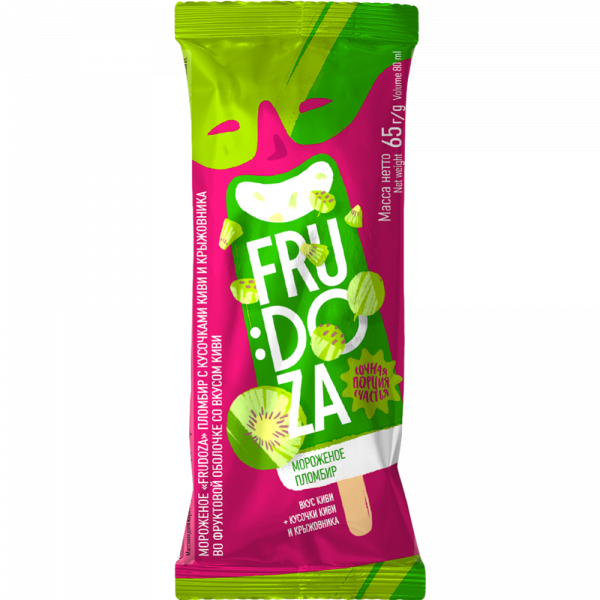 FRU
:DO
ZA
СОЧНАЯ
ПОРЦИЯ
СЧАСТЬЯ
МОРОЖЕНОЕ
ПЛОМБИР
ВКУС КИВИ
+ КУСОЧКИ КИВИ
И КРЫЖОВНИКА
Масса нетто 65 г/g Volume 80 ml
Net weight
МОРОЖЕНОЕ «FRUDOZA» ПЛОМБИР С КУСОЧКАМИ КИВИ И КРЫЖОВНИКА
ВО ФРУКТОВОЙ ОБОЛОЧКЕ СО ВКУСОМ КИВИ